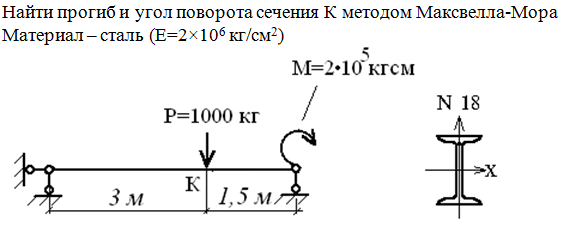 Найти прогиб и угол поворота сечения К методом Максвелла-Мора
Материал – сталь (E=2×10⁶ кг/см²)
M=2•10⁵кгсм
N 18
P=1000 кг
X
К
3 м
1,5 м